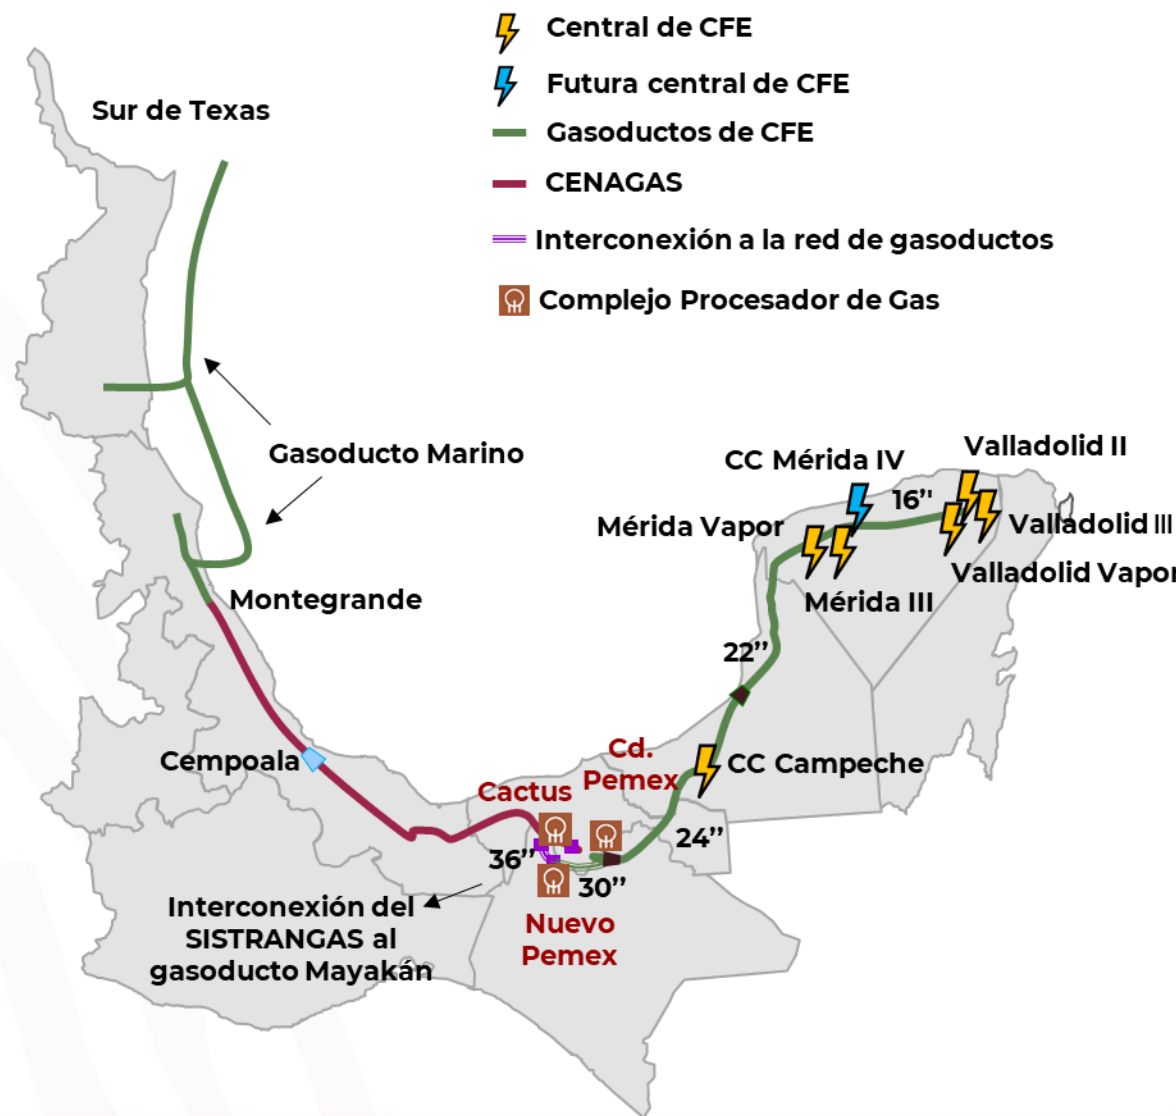 Central de CFE
Futura central de CFE
Gasoductos de CFE
CENAGAS
Interconexión a la red de gasoductos
Complejo Procesador de Gas
Sur de Texas
Gasoducto Marino
Montegrande
Cempoala
Cactus
Cd.
Pemex
36’’
30’’
Nuevo
Pemex
Interconexión del
SISTRANGAS al
gasoducto Mayakán
24’’
CC Campeche
22’’
Mérida Vapor
Mérida III
CC Mérida IV
16’’
Valladolid II
Valladolid III
Valladolid Vapor